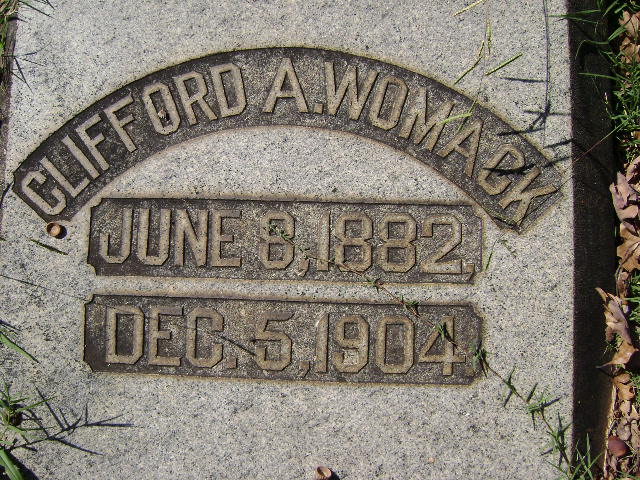 CLIFFORD A. WOMACK
JUNE 8, 1882.
DEC. 5, 1904.